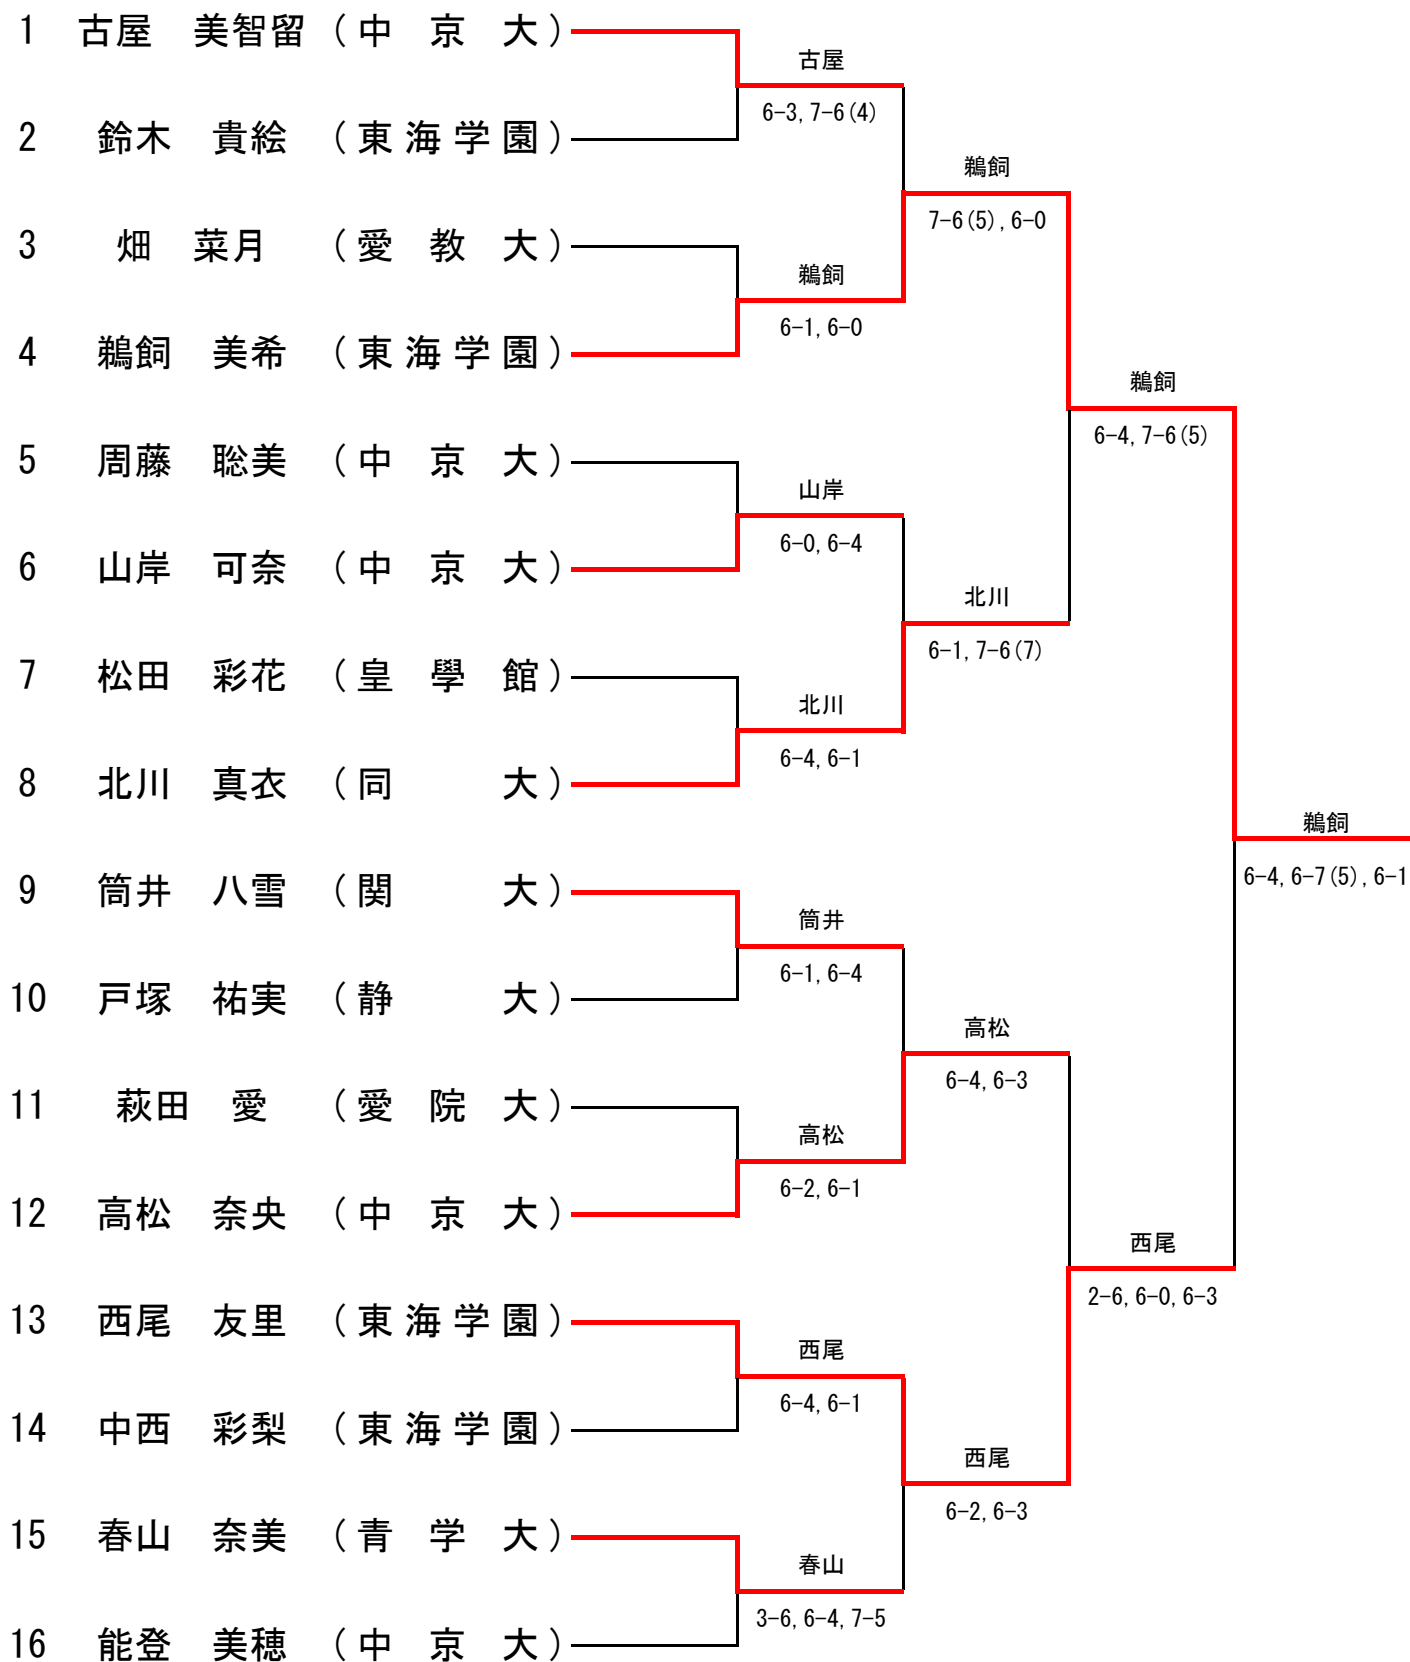 1 古屋 美智留 (中 京 大)
古屋
6-3, 7-6(4)
2 鈴木 貴絵 (東海学園)
鵜飼
7-6(5), 6-0
3 畑 菜月 (愛 教 大)
鵜飼
6-1, 6-0
4 鵜飼 美希 (東海学園)
鵜飼
6-4, 7-6(5)
5 周藤 聡美 (中 京 大)
山岸
6-0, 6-4
6 山岸 可奈 (中 京 大)
北川
6-1, 7-6(7)
7 松田 彩花 (皇 學 館)
北川
6-4, 6-1
8 北川 真衣 (同 大)
鵜飼
6-4, 6-7(5), 6-1
9 筒井 八雪 (関 大)
筒井
6-1, 6-4
10 戸塚 祐実 (静 大)
高松
6-4, 6-3
11 萩田 愛 (愛 院 大)
高松
6-2, 6-1
12 高松 奈央 (中 京 大)
西尾
2-6, 6-0, 6-3
13 西尾 友里 (東海学園)
西尾
6-4, 6-1
14 中西 彩梨 (東海学園)
西尾
6-2, 6-3
15 春山 奈美 (青 学 大)
春山
3-6, 6-4, 7-5
16 能登 美穂 (中 京 大)